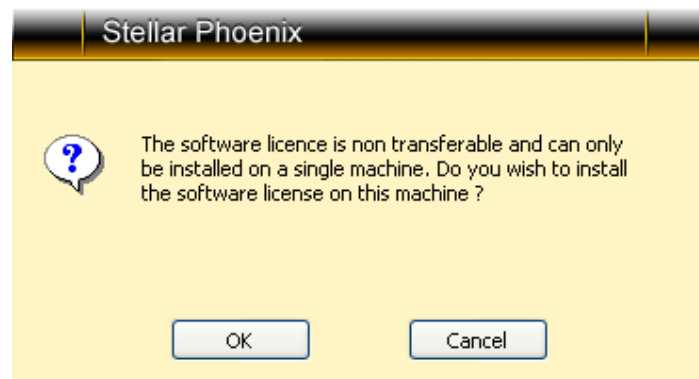 Stellar Phoenix
The software licence is non transferable and can only
be installed on a single machine. Do you wish to install
the software license on this machine ?
OK
Cancel